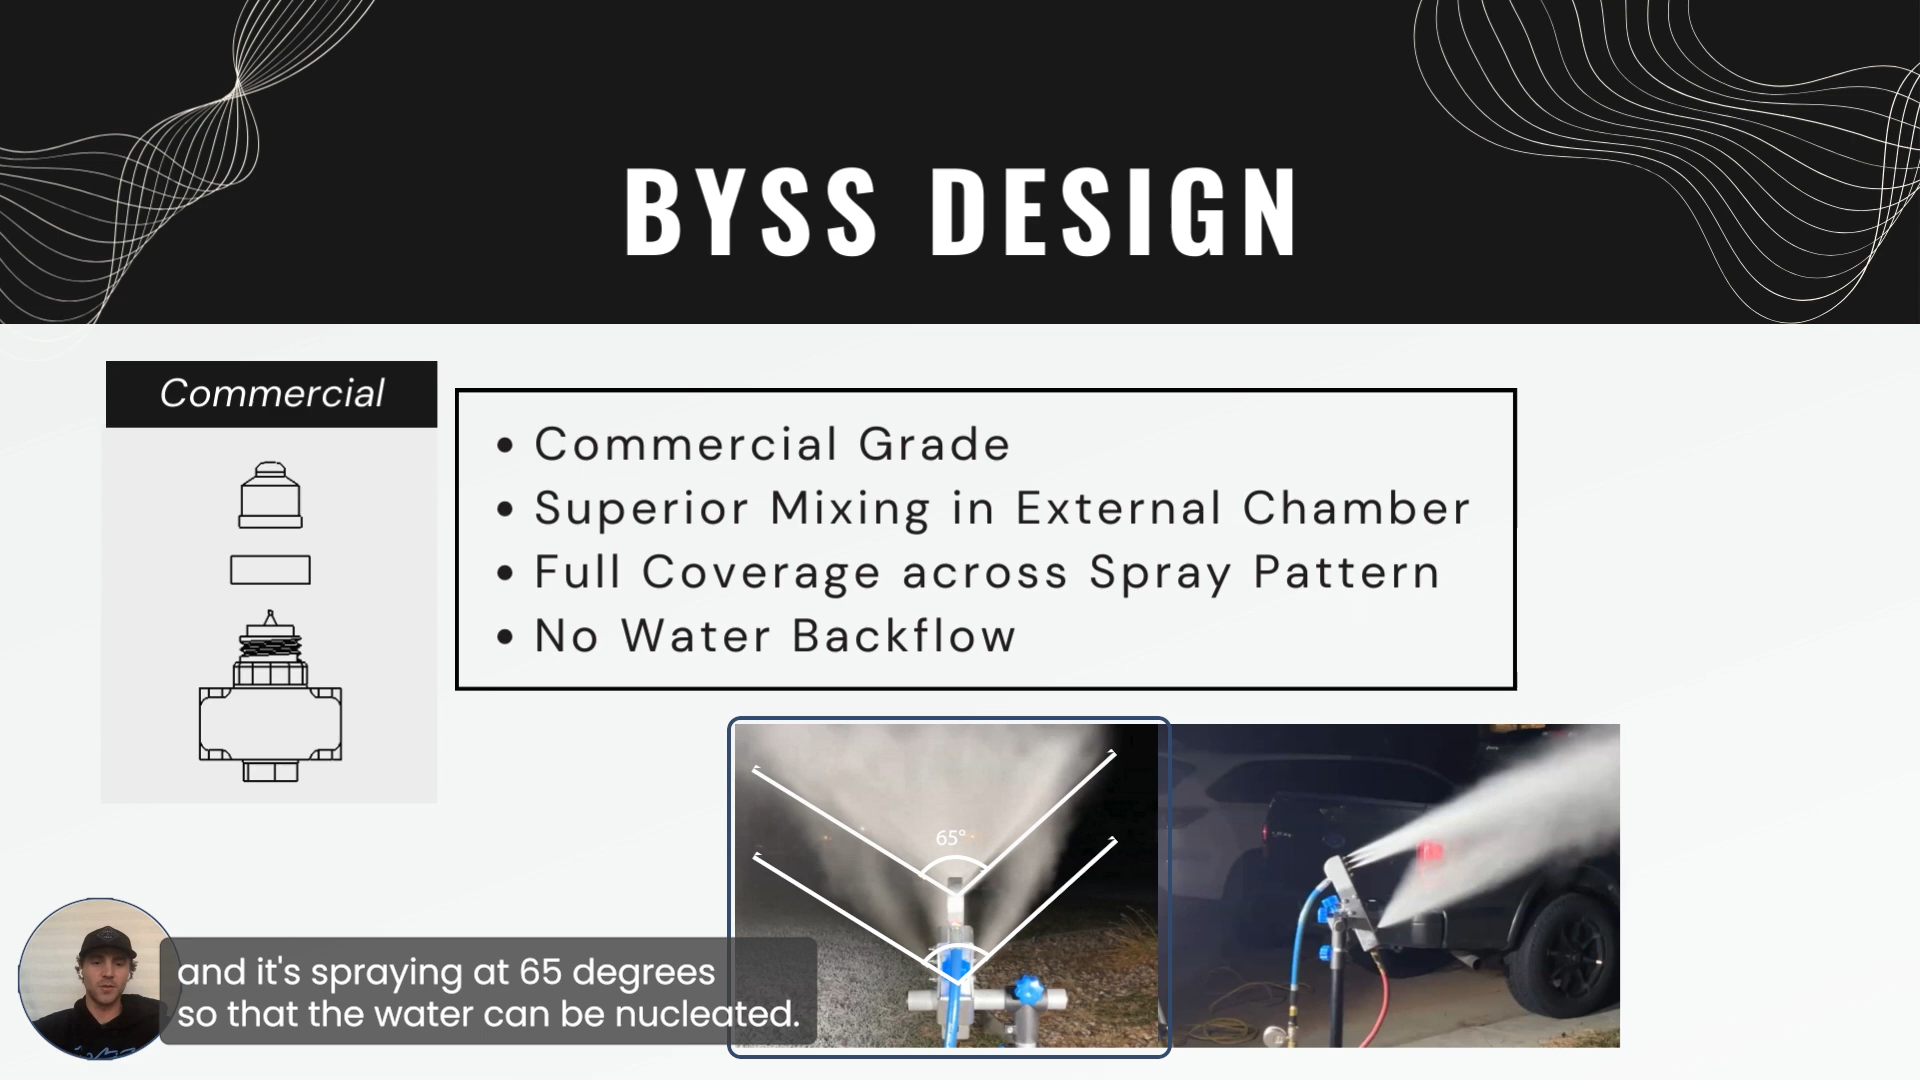 BYSS DESIGN
Commercial
• Commercial Grade
• Superior Mixing in External Chamber
• Full Coverage across Spray Pattern
• No Water Backflow
65°
and it's spraying at 65 degrees
so that the water can be nucleated.